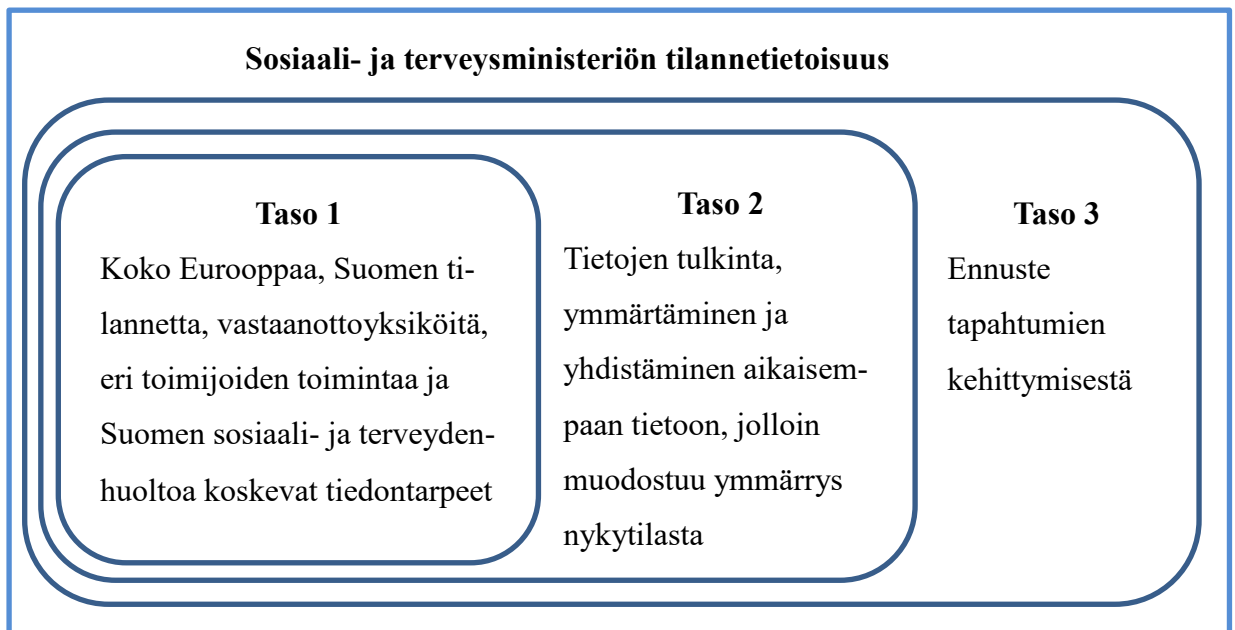 Sosiaali- ja terveysministeriön tilannetietoisuus
Taso 1
Koko Eurooppaa, Suomen ti-
lannetta, vastaanottoyksiköitä,
eri toimijoiden toimintaa ja
Suomen sosiaali- ja terveyden-
huoltoa koskevat tiedontarpeet
Taso 2
Tietojen tulkinta,
ymmärtäminen ja
yhdistäminen aikaisem-
paan tietoon, jolloin
muodostuu ymmärrys
nykytilasta
Taso 3
Ennuste
tapahtumien
kehittymisestä